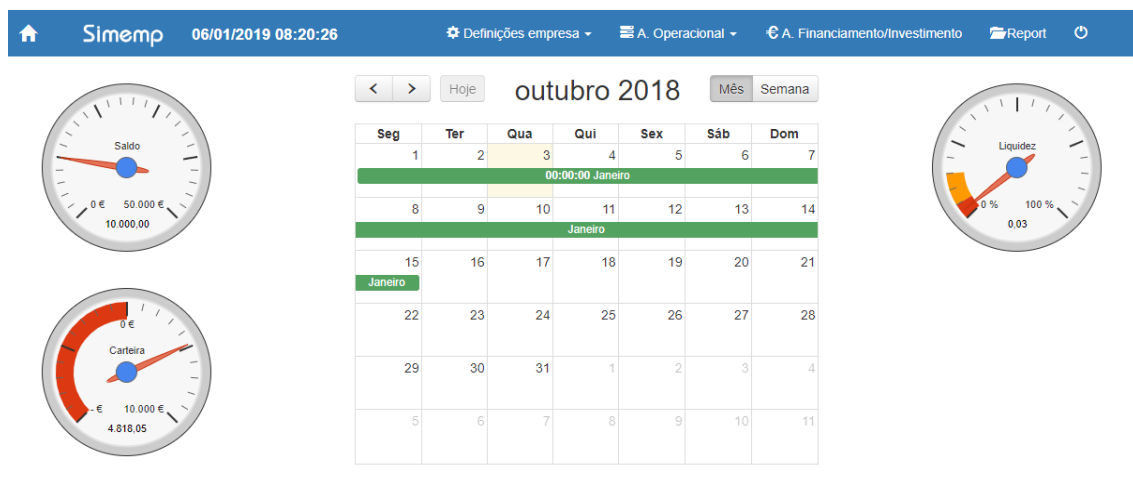 Simemp 06/01/2019 08:20:26 Definições empresa A. Operacional € A. Financiamento/Investimento Report
Saldo
0 € 50.000 €
10.000,00
Carteira
0 €
- € 10.000 €
4.818,05
Hoje outubro 2018 Mês Semana
Seg Ter Qua Qui Sex Sáb Dom
1 2 3 4 5 6 7
00:00:00 Janeiro
8 9 10 11 12 13 14
Janeiro
15 16 17 18 19 20 21
Janeiro
22 23 24 25 26 27 28
29 30 31 1 2 3 4
5 6 7 8 9 10 11
Liquidez
0 % 100 %
0,03